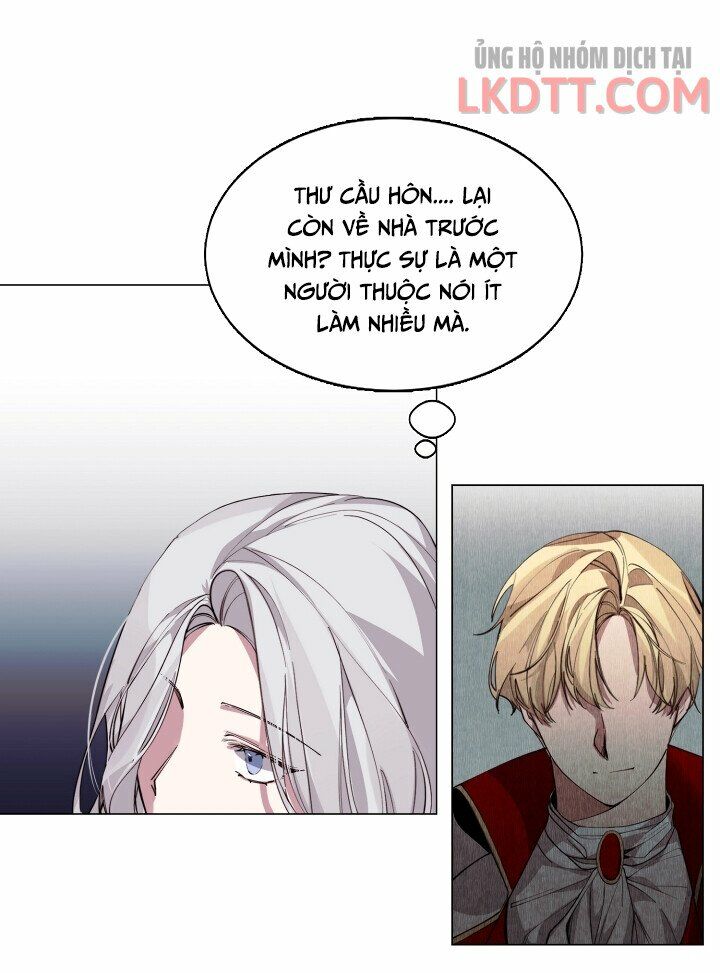 ỦNG HỘ NHÓM DỊCH TẠI
LKDTT.COM
THƯ CẦU HÔN.... LẠI
CÒN VỀ NHÀ TRƯỚC
MÌNH? THỰC SỰ LÀ MỘT
NGƯỜI THUỘC NÓI ÍT
LÀM NHIỀU MÀ.